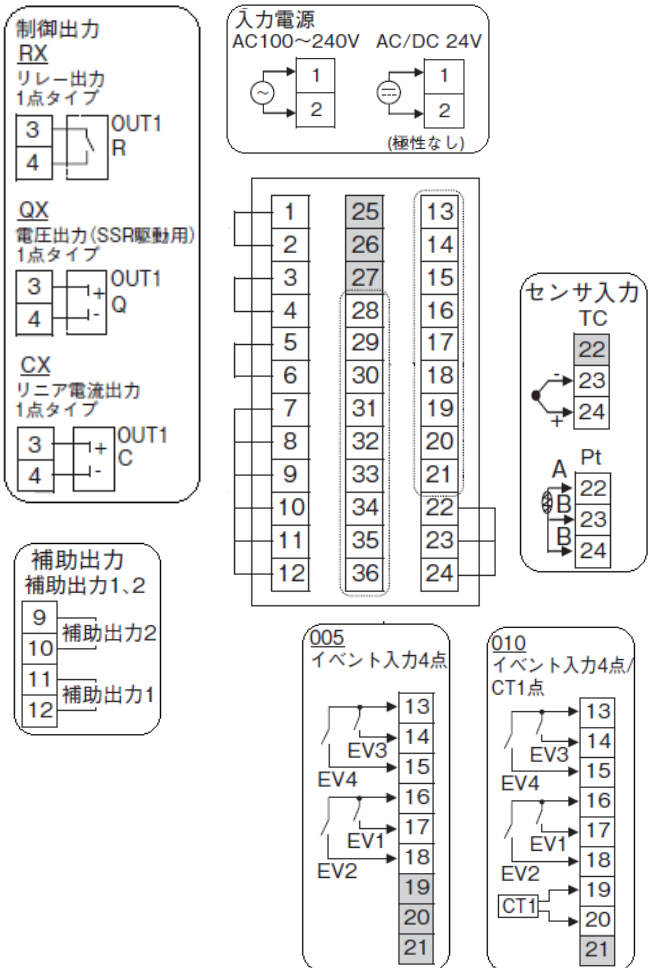 制御出力
RX
リレー出力
1点タイプ
3
4
OUT1
R
QX
電圧出力(SSR駆動用)
1点タイプ
3
4
+
-
OUT1
Q
CX
リニア電流出力
1点タイプ
3
4
+
-
OUT1
C
補助出力
補助出力1、2
9
10
11
12
補助出力2
補助出力1
入力電源
AC100～240V AC/DC 24V
1
2
1
2
(極性なし)
1 25 13
2 26 14
3 27 15
4 28 16
5 29 17
6 30 18
7 31 19
8 32 20
9 33 21
10 34 22
11 35 23
12 36 24
センサ入力
TC
22
- 23
+ 24
Pt
A 22
B 23
B 24
005
イベント入力4点
13
14
EV3
15
EV4
16
17
EV1
18
EV2
19
20
21
010
イベント入力4点/
CT1点
13
14
EV3
15
EV4
16
17
EV1
18
EV2
19
CT1
20
21